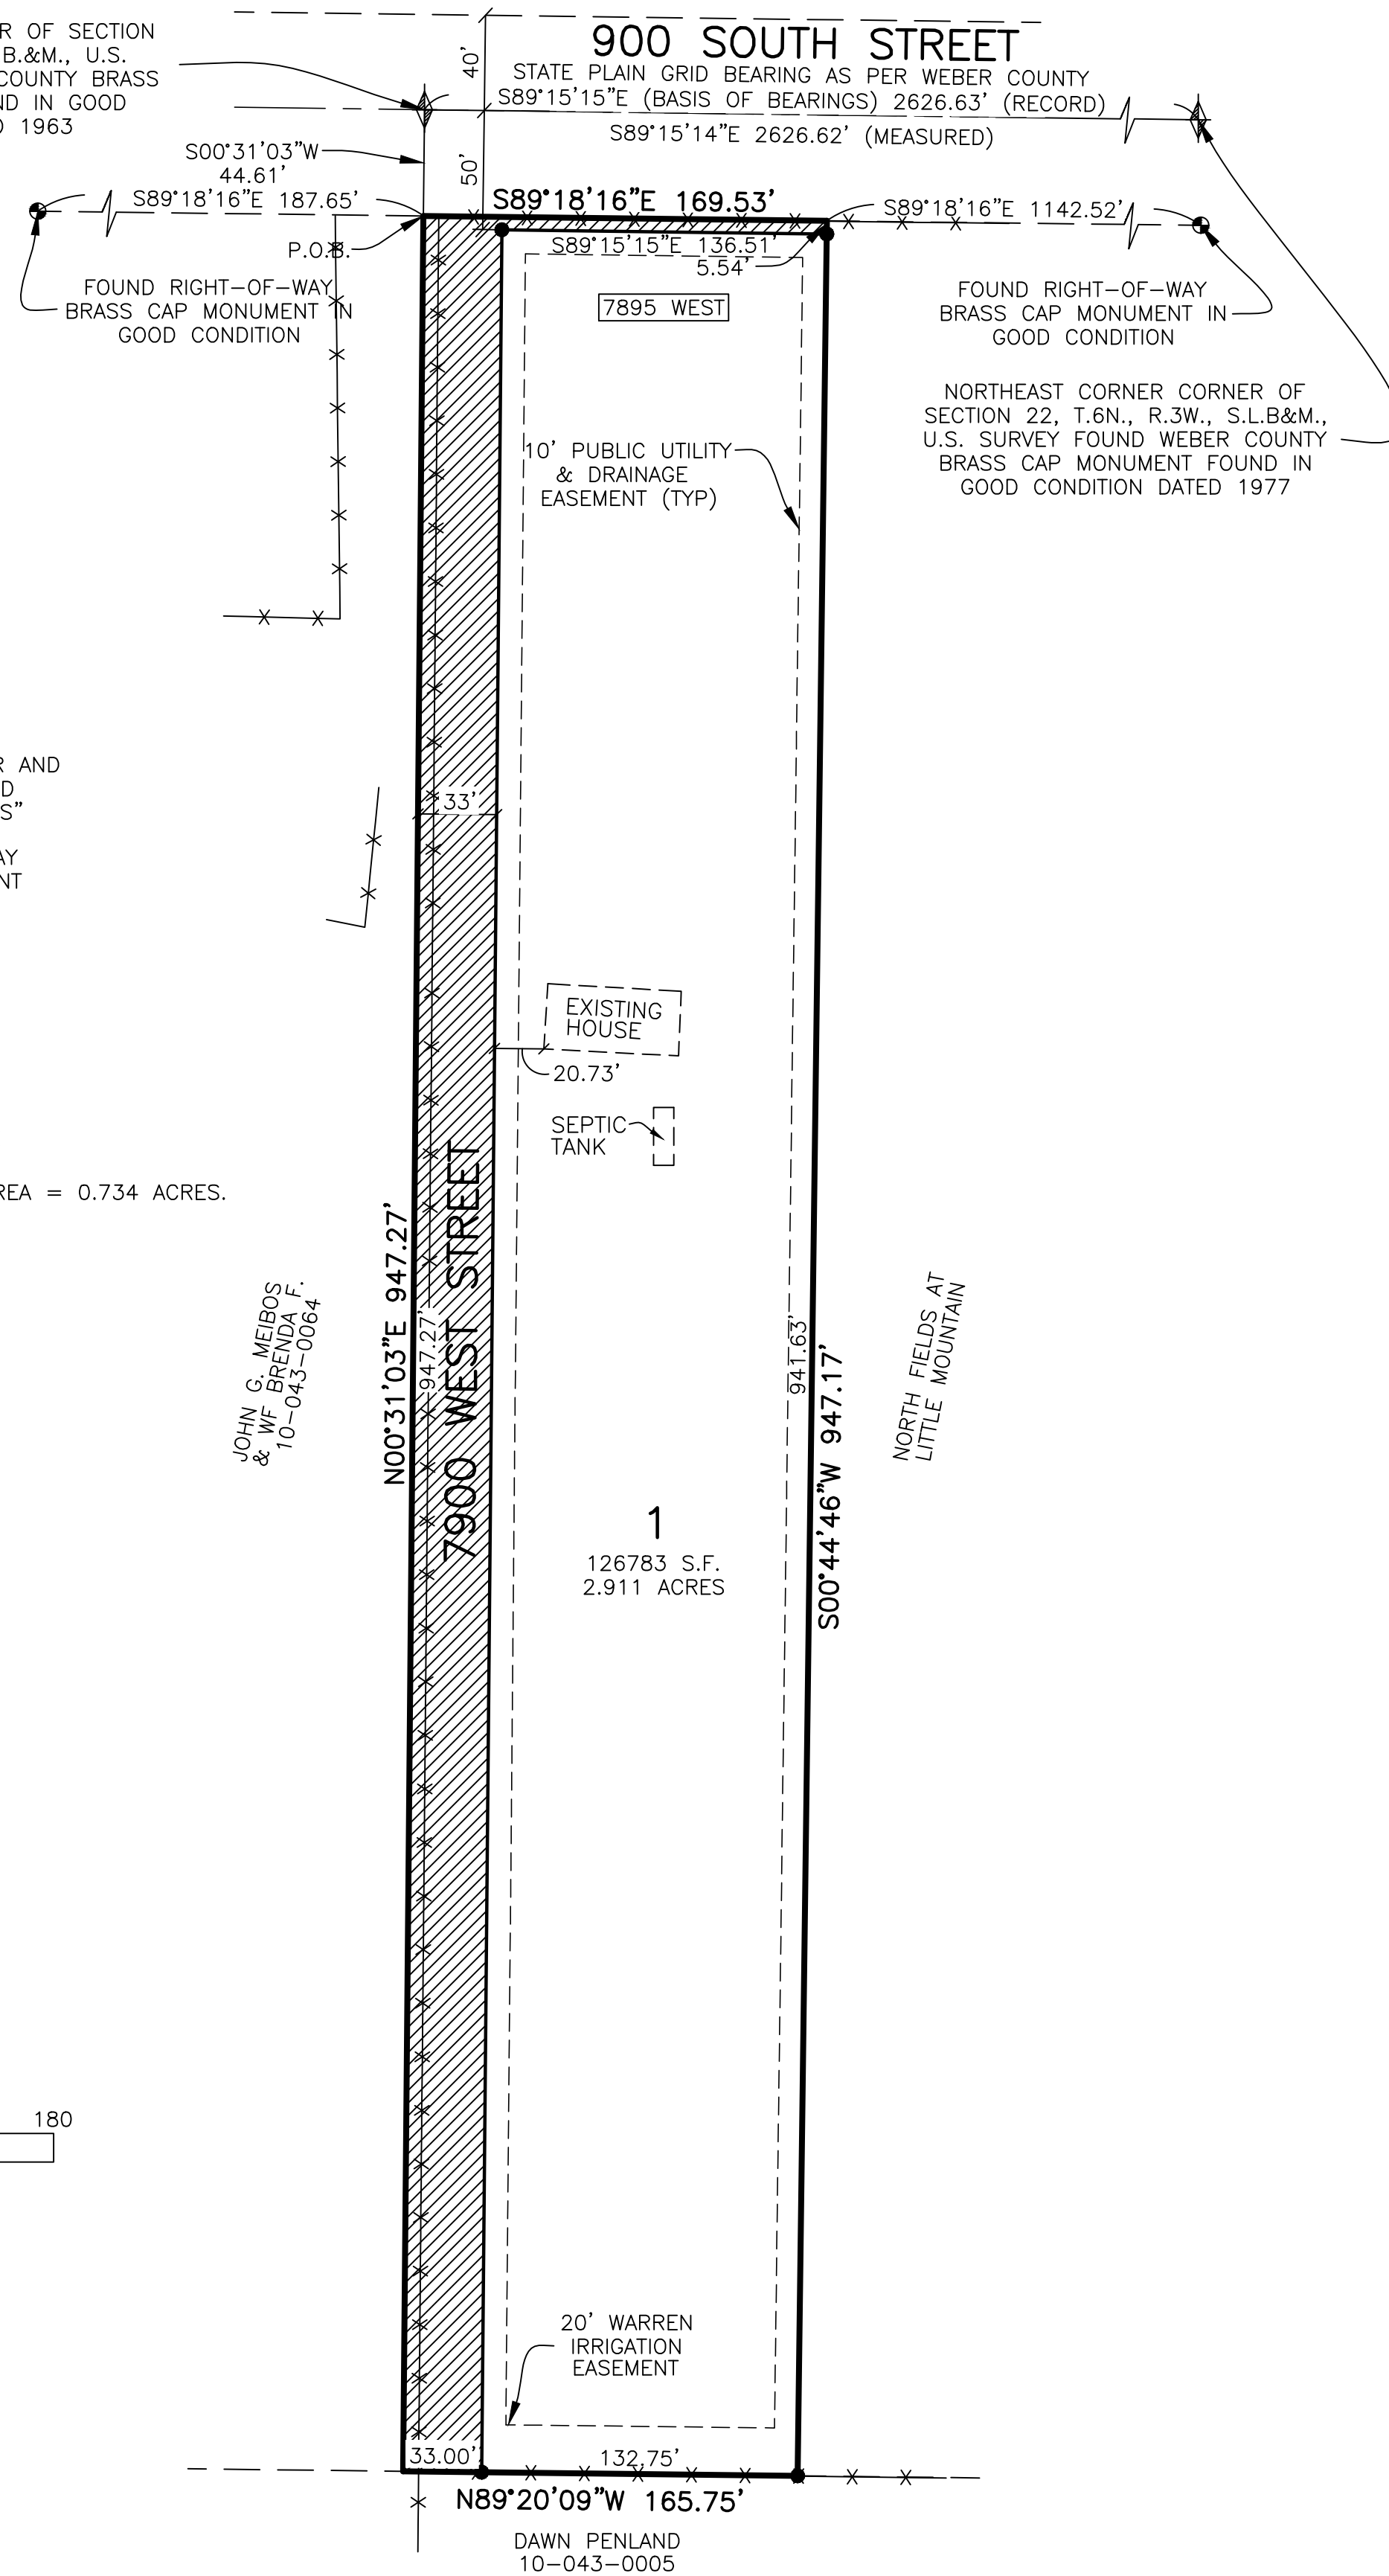 R OF SECTION
B.&M., U.S.
COUNTY BRASS
ND IN GOOD
1963
40'
900 SOUTH STREET
STATE PLAIN GRID BEARING AS PER WEBER COUNTY
S89°15'15"E (BASIS OF BEARINGS) 2626.63' (RECORD)
S89°15'14"E 2626.62' (MEASURED)
S00°31'03"W
44.61'
50'
S89°18'16"E 187.65'
S89°18'16"E 169.53'
S89°18'16"E 1142.52'
P.O.B.
S89°15'15"E 136.51'
5.54'
FOUND RIGHT-OF-WAY
BRASS CAP MONUMENT IN
GOOD CONDITION
7895 WEST
FOUND RIGHT-OF-WAY
BRASS CAP MONUMENT IN
GOOD CONDITION
NORTHEAST CORNER CORNER OF
SECTION 22, T.6N., R.3W., S.L.B&M.,
U.S. SURVEY FOUND WEBER COUNTY
BRASS CAP MONUMENT FOUND IN
GOOD CONDITION DATED 1977
10' PUBLIC UTILITY
& DRAINAGE
EASEMENT (TYP)
R AND
D
S"
AY
NT
33'
EXISTING
HOUSE
20.73'
SEPTIC
TANK
REA = 0.734 ACRES.
N00°31'03"E 947.27'
947.27'
7900 WEST STREET
941.63'
S00°44'46"W 947.17'
JOHN G. MEIBOS
& WF BRENDA F.
10-043-0064
NORTH FIELDS AT
LITTLE MOUNTAIN
1
126783 S.F.
2.911 ACRES
180
20' WARREN
IRRIGATION
EASEMENT
33.00'
132.75'
N89°20'09"W 165.75'
DAWN PENLAND
10-043-0005